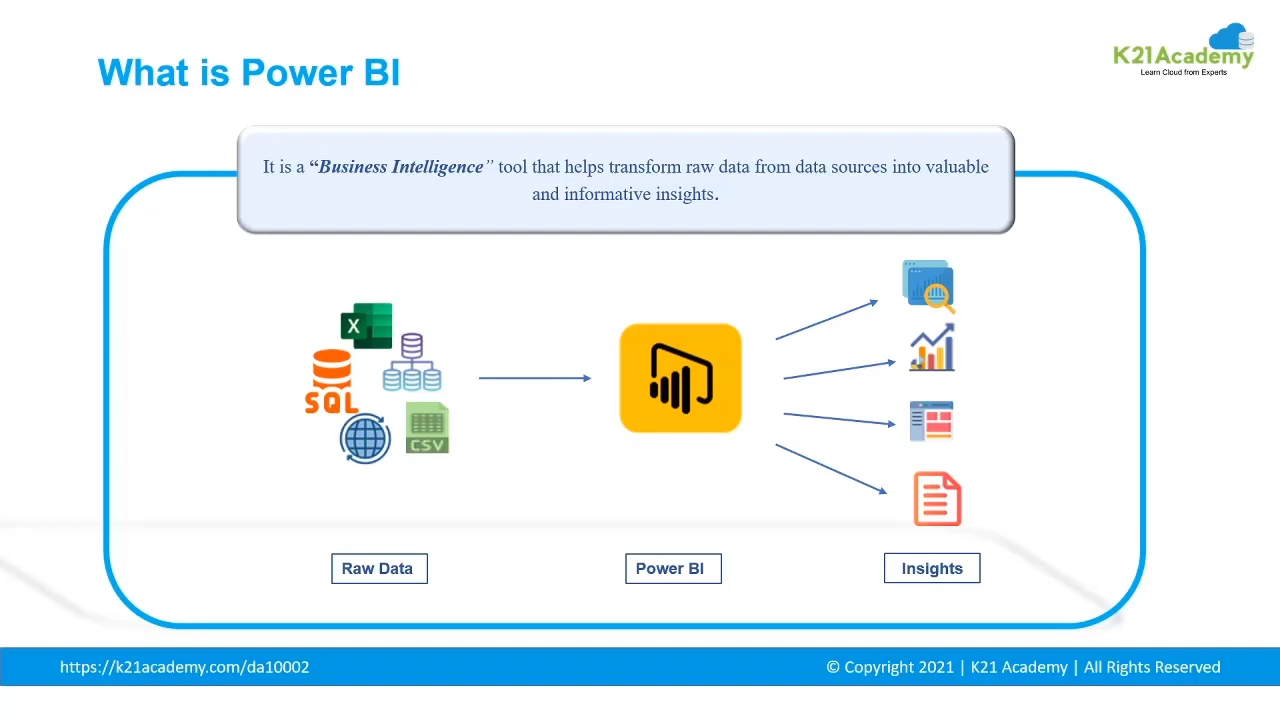 What is Power BI
K21Academy
Learn Cloud from Experts
It is a “Business Intelligence” tool that helps transform raw data from data sources into valuable
and informative insights.
X
SQL
CSV
Raw Data
Power BI
Insights
https://k21academy.com/da10002
© Copyright 2021 | K21 Academy | All Rights Reserved